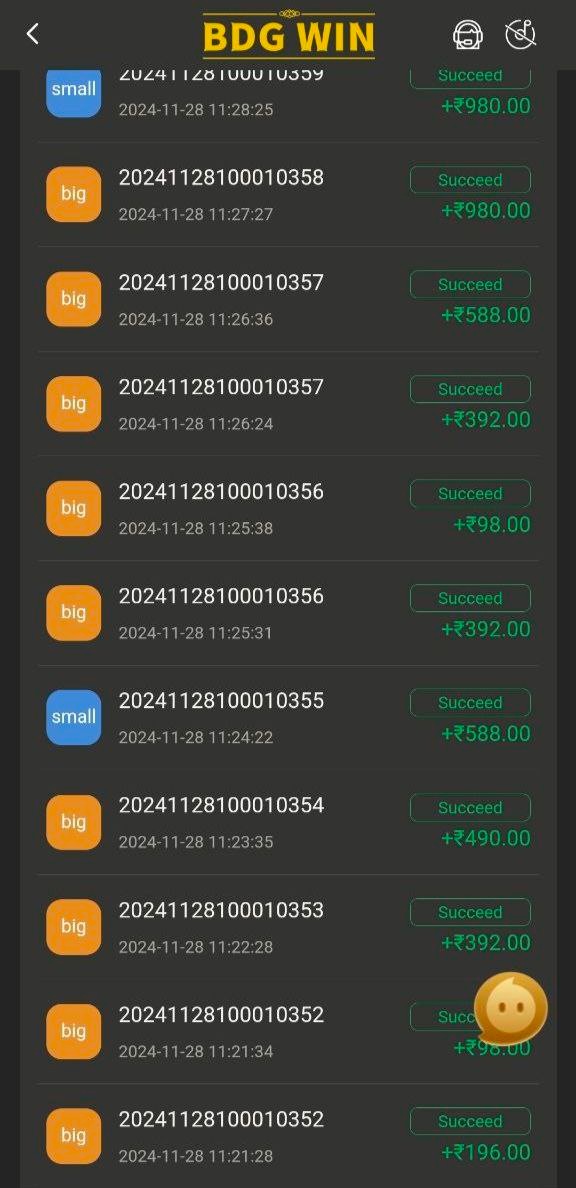 BDG WIN
small
20241128100010359
Succeed
2024-11-28 11:28:25
+₹980.00
big
20241128100010358
Succeed
2024-11-28 11:27:27
+₹980.00
big
20241128100010357
Succeed
2024-11-28 11:26:36
+₹588.00
big
20241128100010357
Succeed
2024-11-28 11:26:24
+₹392.00
big
20241128100010356
Succeed
2024-11-28 11:25:38
+₹98.00
big
20241128100010356
Succeed
2024-11-28 11:25:31
+₹392.00
small
20241128100010355
Succeed
2024-11-28 11:24:22
+₹588.00
big
20241128100010354
Succeed
2024-11-28 11:23:35
+₹490.00
big
20241128100010353
Succeed
2024-11-28 11:22:28
+₹392.00
big
20241128100010352
Succ
2024-11-28 11:21:34
+₹98.00
big
20241128100010352
Succeed
2024-11-28 11:21:28
+₹196.00